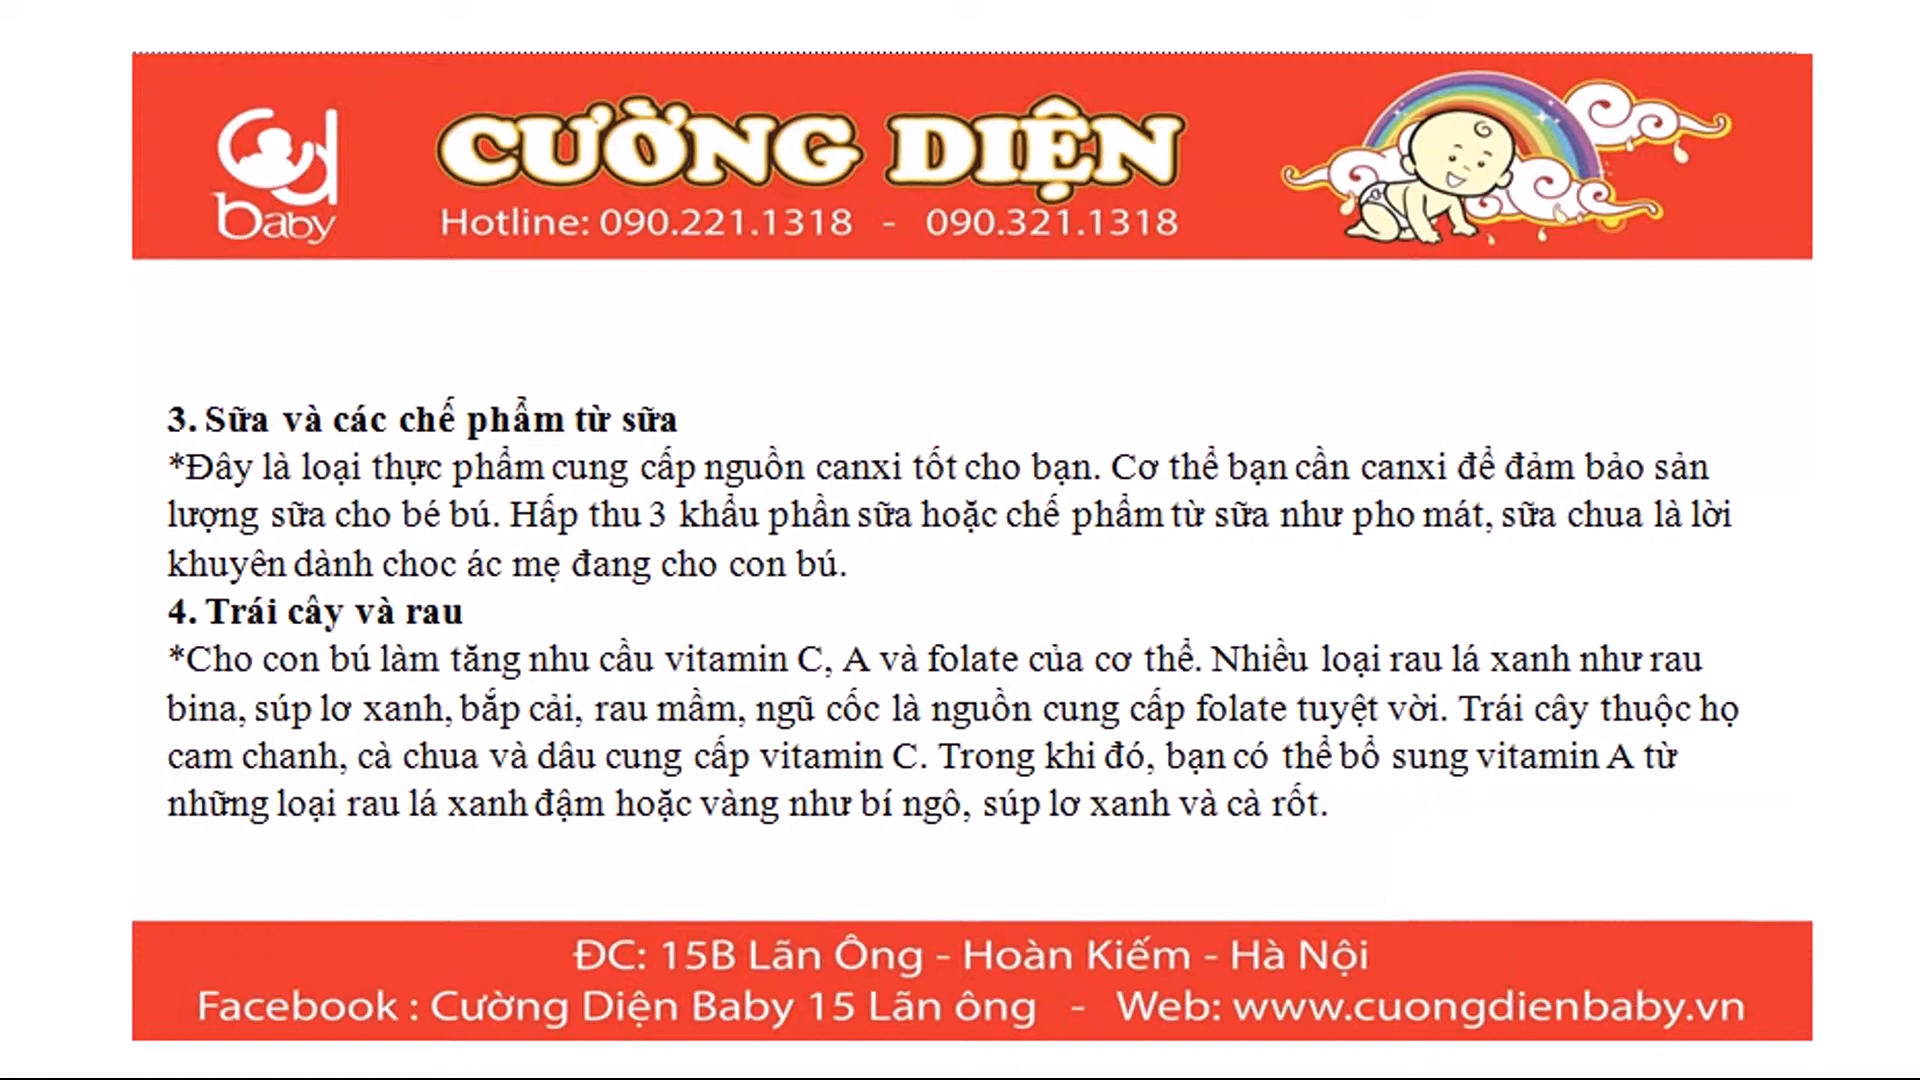 cd
baby
CƯỜNG DIỆN
Hotline: 090.221.1318 - 090.321.1318
3. Sữa và các chế phẩm từ sữa
*Đây là loại thực phẩm cung cấp nguồn canxi tốt cho bạn. Cơ thể bạn cần canxi để đảm bảo sản
lượng sữa cho bé bú. Hấp thu 3 khẩu phần sữa hoặc chế phẩm từ sữa như pho mát, sữa chua là lời
khuyên dành choc ác mẹ đang cho con bú.
4. Trái cây và rau
*Cho con bú làm tăng nhu cầu vitamin C, A và folate của cơ thể. Nhiều loại rau lá xanh như rau
bina, súp lơ xanh, bắp cải, rau mầm, ngũ cốc là nguồn cung cấp folate tuyệt vời. Trái cây thuộc họ
cam chanh, cà chua và dâu cung cấp vitamin C. Trong khi đó, bạn có thể bổ sung vitamin A từ
những loại rau lá xanh đậm hoặc vàng như bí ngô, súp lơ xanh và cà rốt.
ĐC: 15B Lãn Ông - Hoàn Kiếm - Hà Nội
Facebook : Cường Diện Baby 15 Lãn ông - Web: www.cuongdienbaby.vn